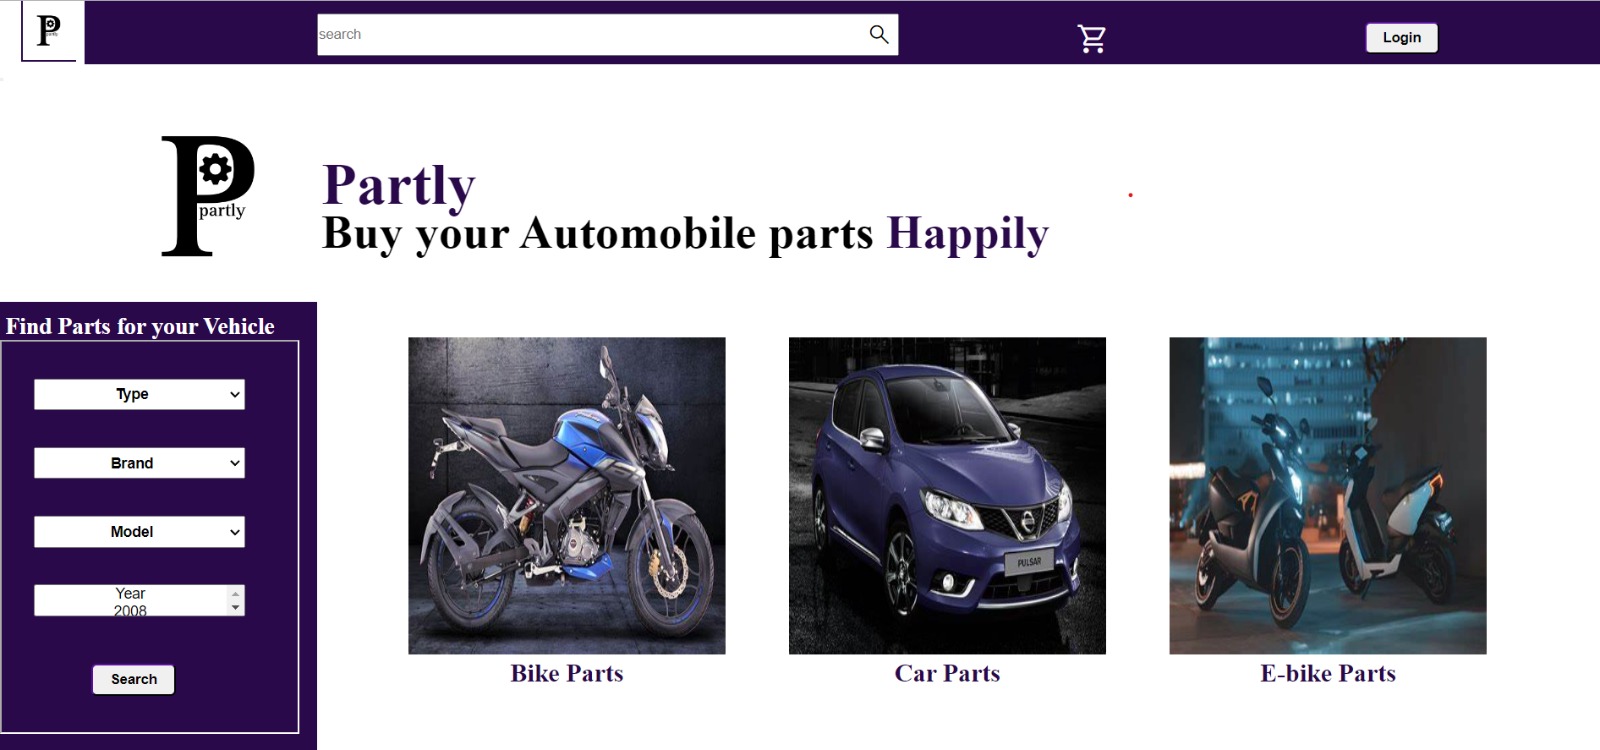 P
partly
search
Login
P
partly
Partly
Buy your Automobile parts Happily
Find Parts for your Vehicle
Type
Brand
Model
Year
2008
Search
PULSAR
Bike Parts
Car Parts
E-bike Parts